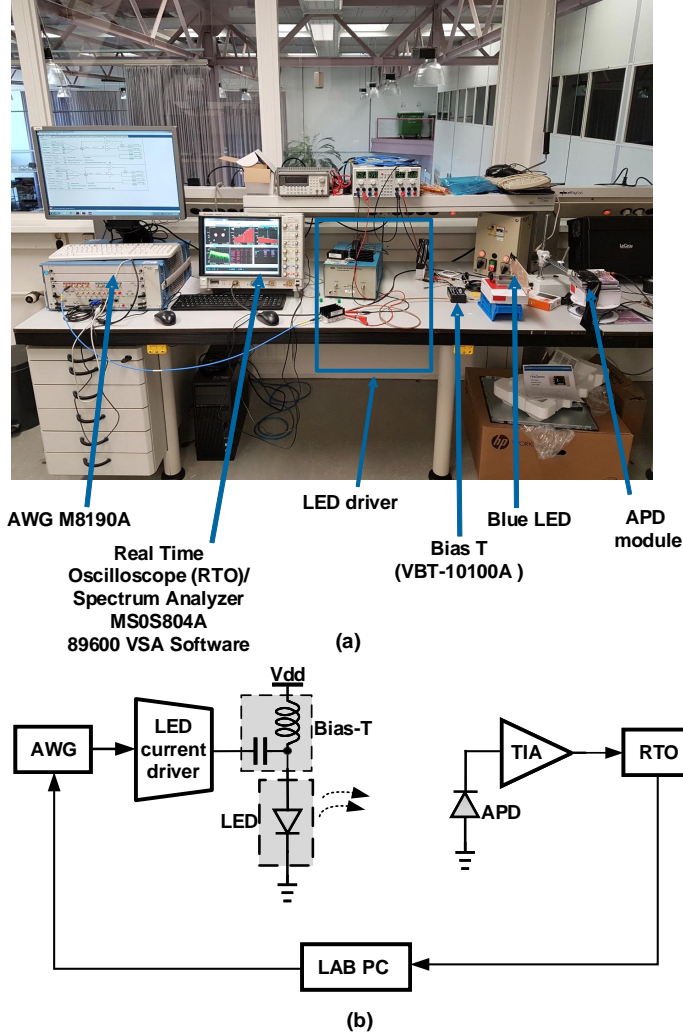 hp
AWG M8190A
LED driver
Blue LED
APD
module
Bias T
(VBT-10100A )
Real Time
Oscilloscope (RTO)/
Spectrum Analyzer
MS0S804A
89600 VSA Software
(a)
Vdd
Bias-T
LED
current
driver
AWG
TIA
RTO
LED
APD
LAB PC
(b)